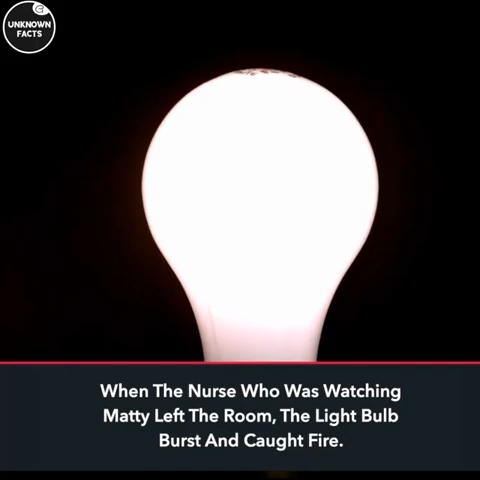 UNKNOWN
FACTS
When The Nurse Who Was Watching
Matty Left The Room, The Light Bulb
Burst And Caught Fire.